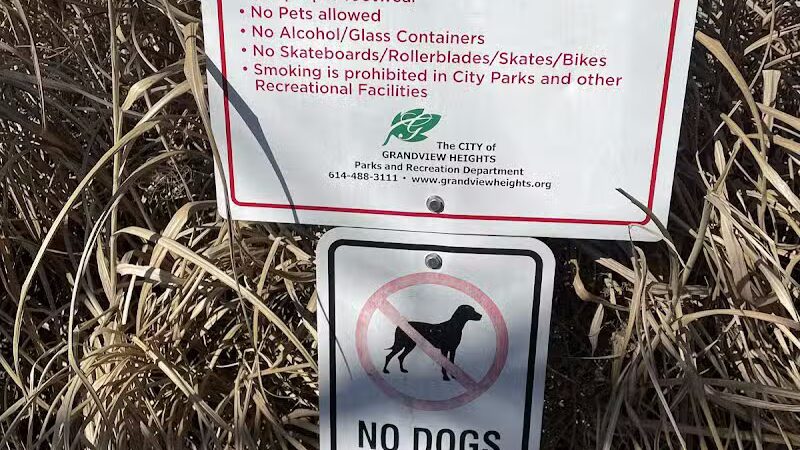 • No Pets allowed
• No Alcohol/Glass Containers
• No Skateboards/Rollerblades/Skates/Bikes
• Smoking is prohibited in City Parks and other
Recreational Facilities
The CITY of
GRANDVIEW HEIGHTS
Parks and Recreation Department
614-488-3111 • www.grandviewheights.org
NO DOGS